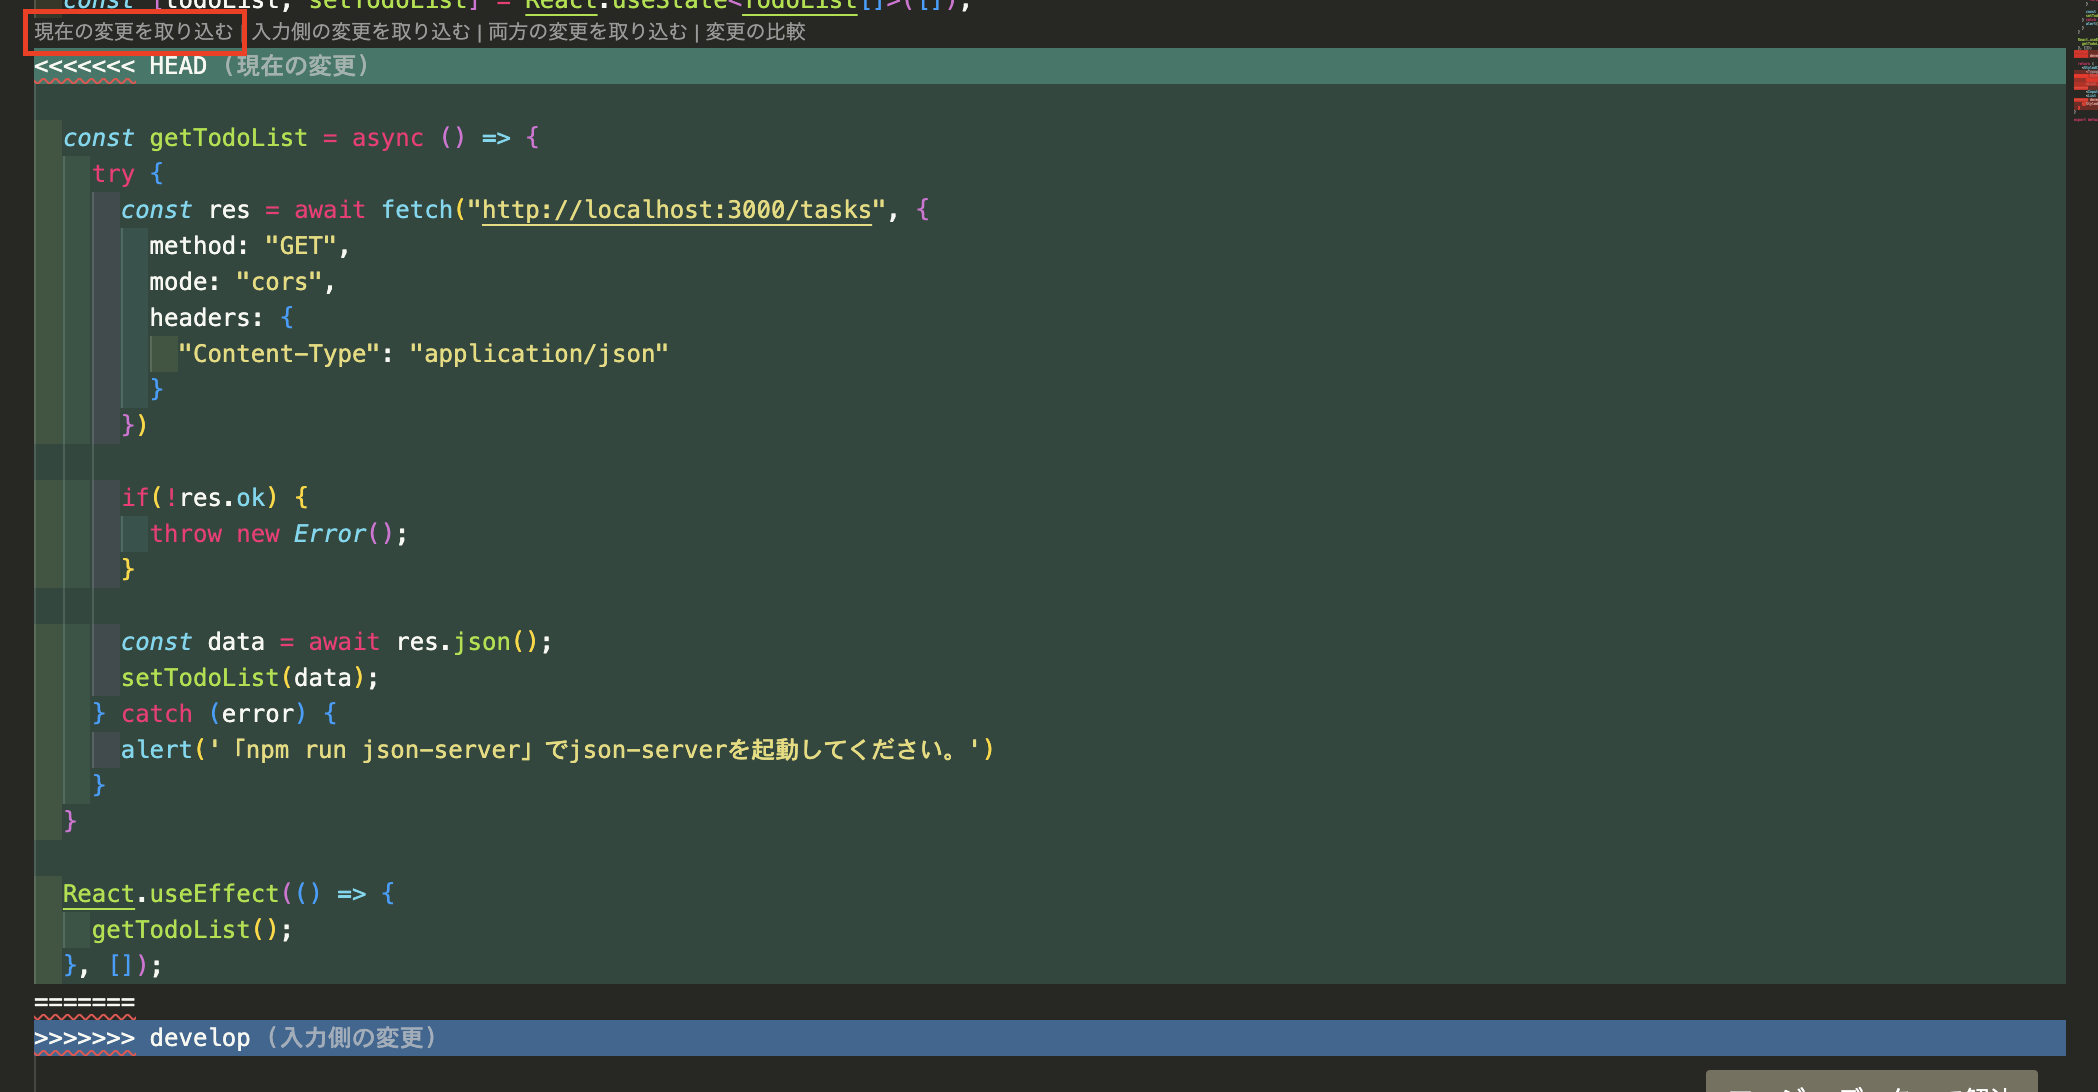 const [todoList, setTodoList] = React.useState<TodoList[]>([]);
現在の変更を取り込む | 入力側の変更を取り込む | 両方の変更を取り込む | 変更の比較
<<<<<<< HEAD (現在の変更)
const getTodoList = async () => {
try {
const res = await fetch("http://localhost:3000/tasks", {
method: "GET",
mode: "cors",
headers: {
"Content-Type": "application/json"
}
})
if(!res.ok) {
throw new Error();
}
const data = await res.json();
setTodoList(data);
} catch (error) {
alert('「npm run json-server」でjson-serverを起動してください。')
}
}
React.useEffect(() => {
getTodoList();
}, []);
=======
>>>>>>> develop (入力側の変更)